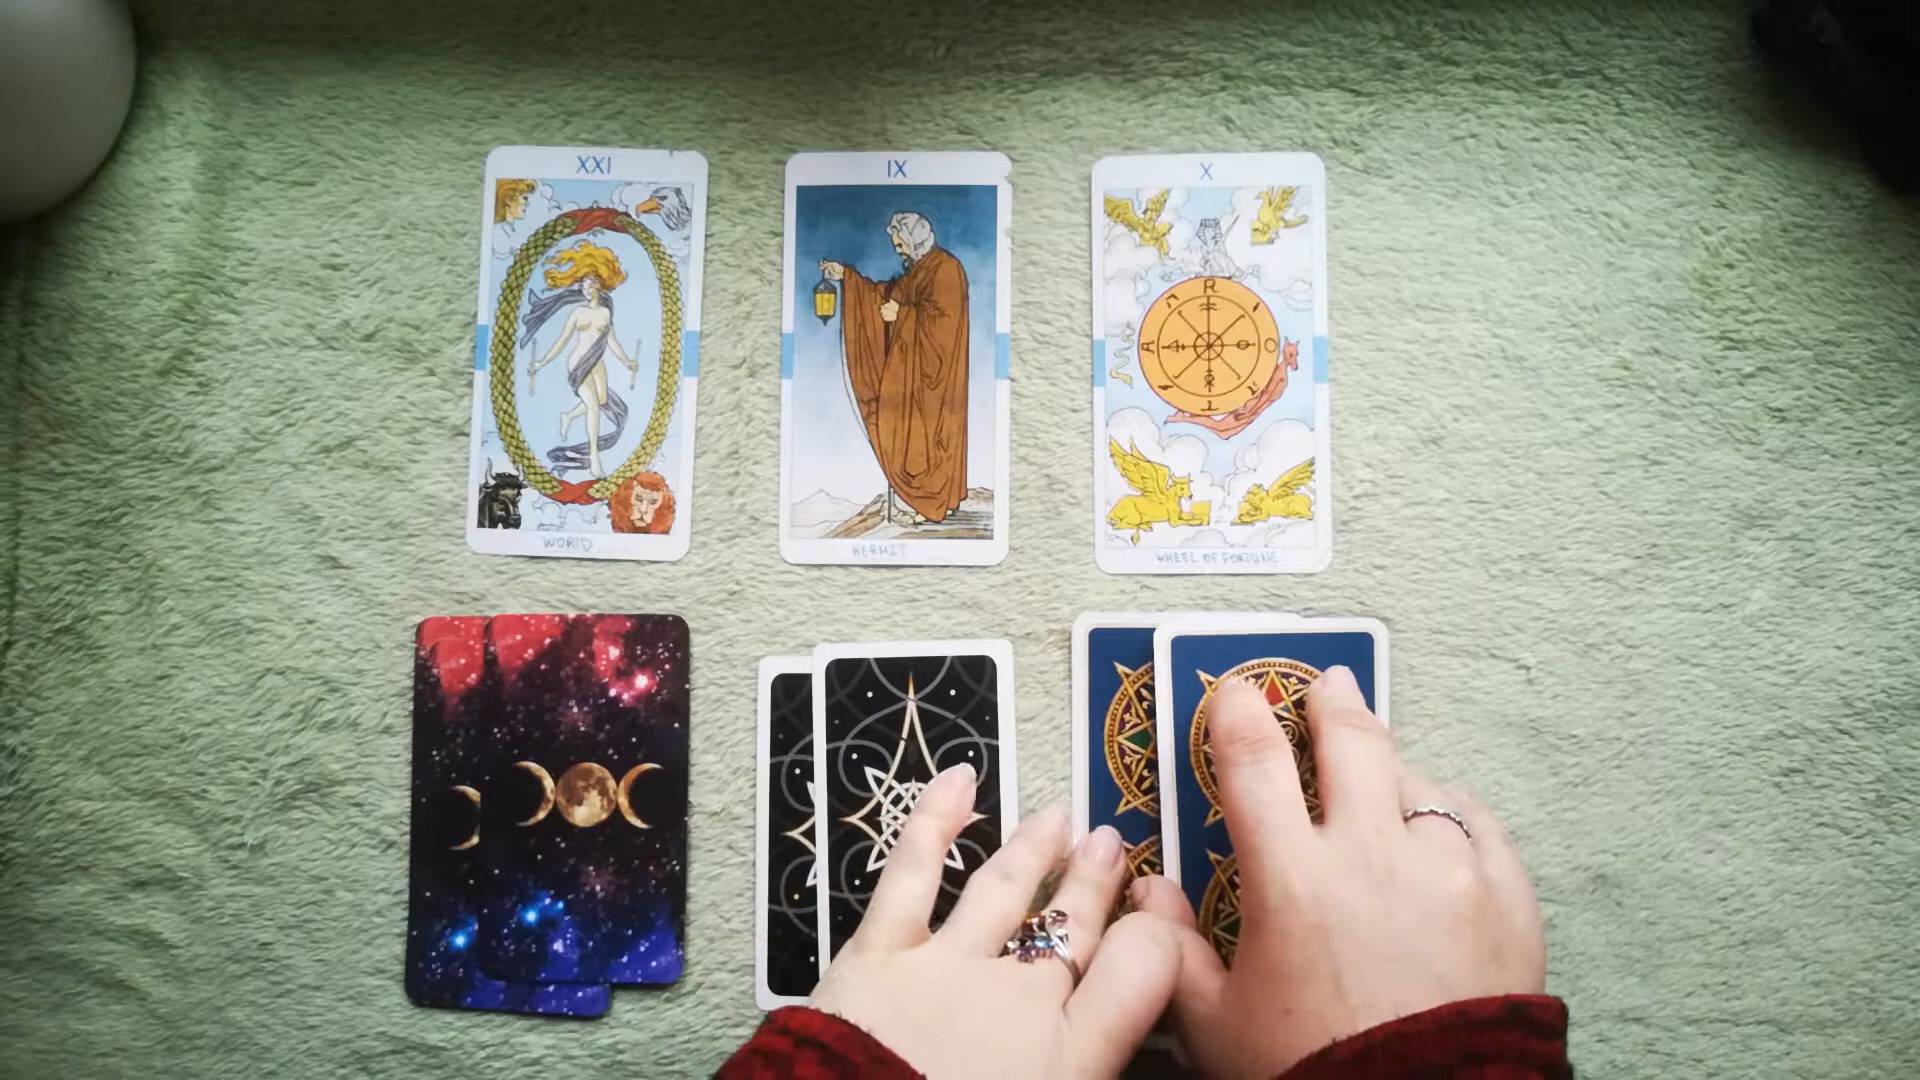 XXI
WORLD
IX
HERMIT
X
R
A
O
T
WHEEL OF FORTUNE